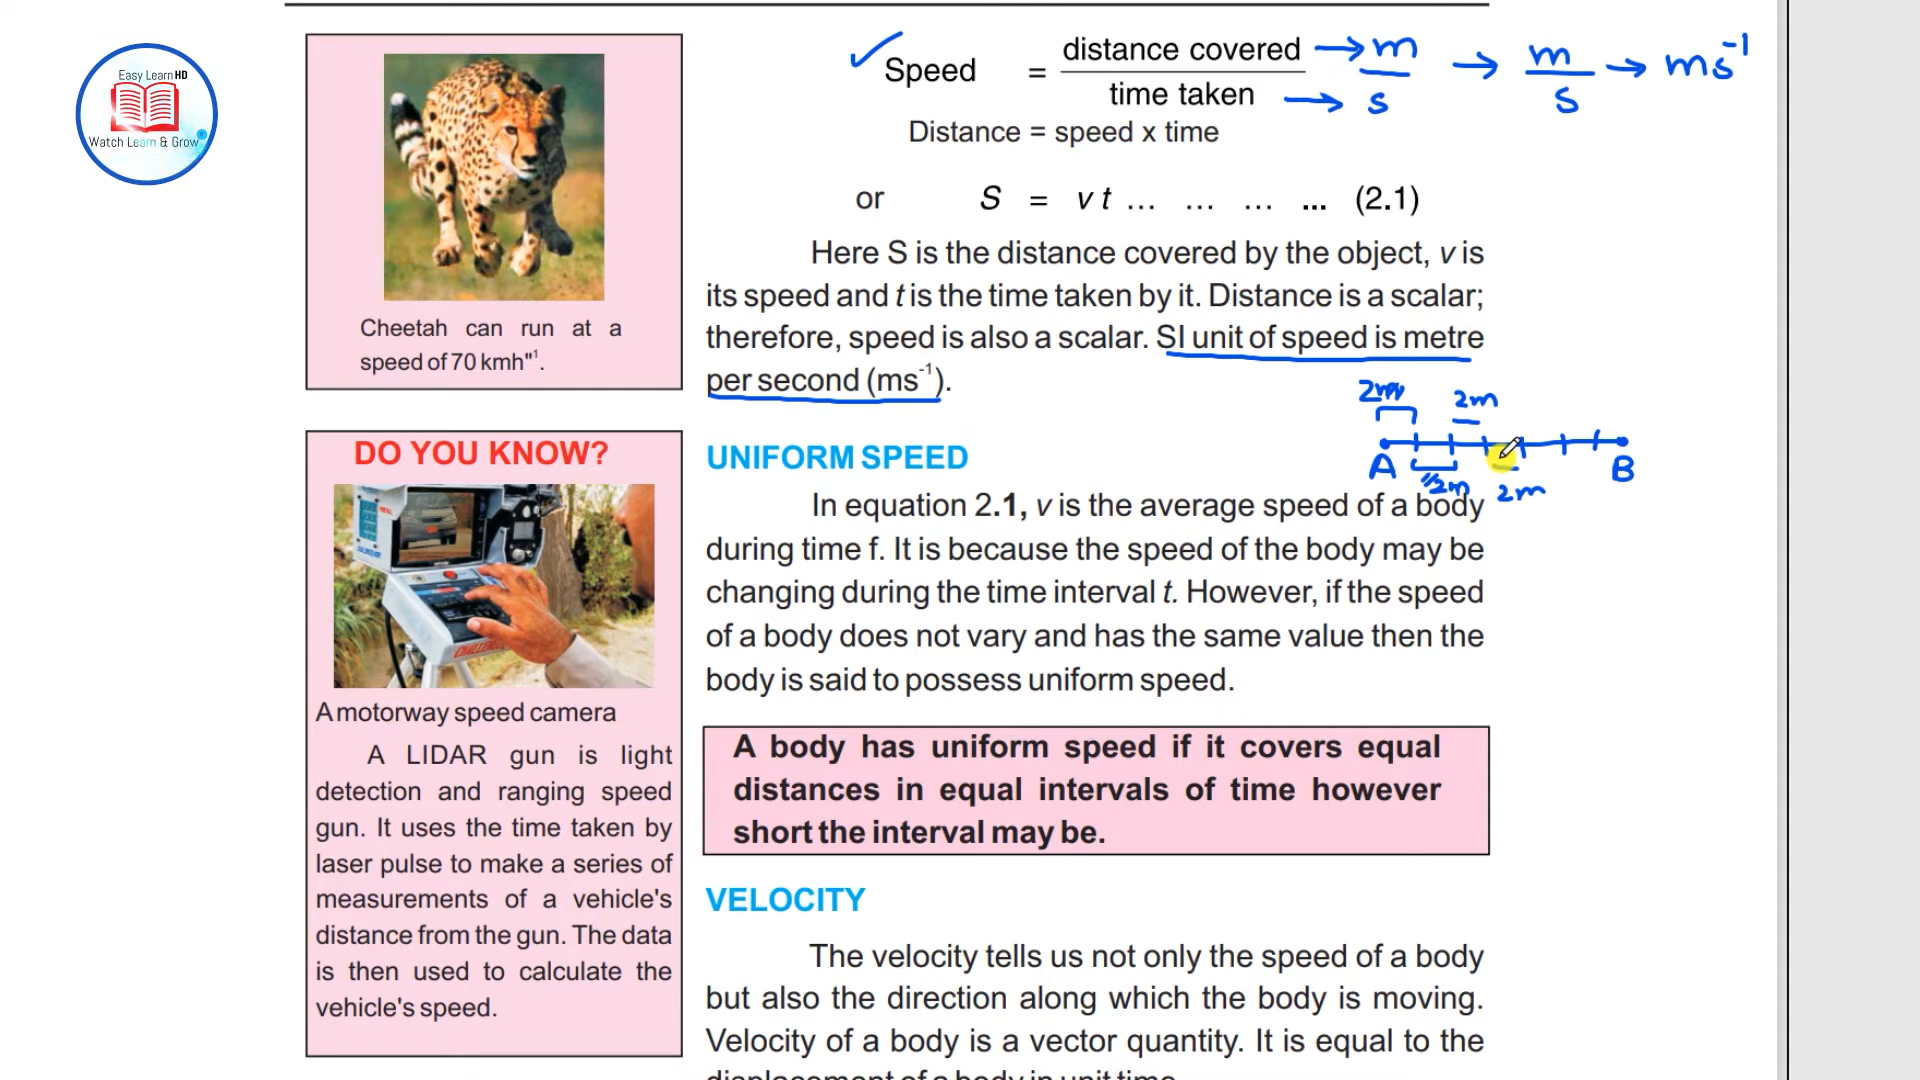 Easy Learn HD
Watch Learn & Grow
Cheetah can run at a
speed of 70 kmh"1.
DO YOU KNOW?
A motorway speed camera
A LIDAR gun is light
detection and ranging speed
gun. It uses the time taken by
laser pulse to make a series of
measurements of a vehicle's
distance from the gun. The data
is then used to calculate the
vehicle's speed.
Speed = distance covered → m → m → ms-1
time taken → s s
Distance = speed x time
or S = v t ... ... ... ... (2.1)
Here S is the distance covered by the object, v is
its speed and t is the time taken by it. Distance is a scalar;
therefore, speed is also a scalar. SI unit of speed is metre
per second (ms-1).
2m 2m
A B
2m 2m
UNIFORM SPEED
In equation 2.1, v is the average speed of a body
during time f. It is because the speed of the body may be
changing during the time interval t. However, if the speed
of a body does not vary and has the same value then the
body is said to possess uniform speed.
A body has uniform speed if it covers equal
distances in equal intervals of time however
short the interval may be.
VELOCITY
The velocity tells us not only the speed of a body
but also the direction along which the body is moving.
Velocity of a body is a vector quantity. It is equal to the
displacement of a body in unit time.